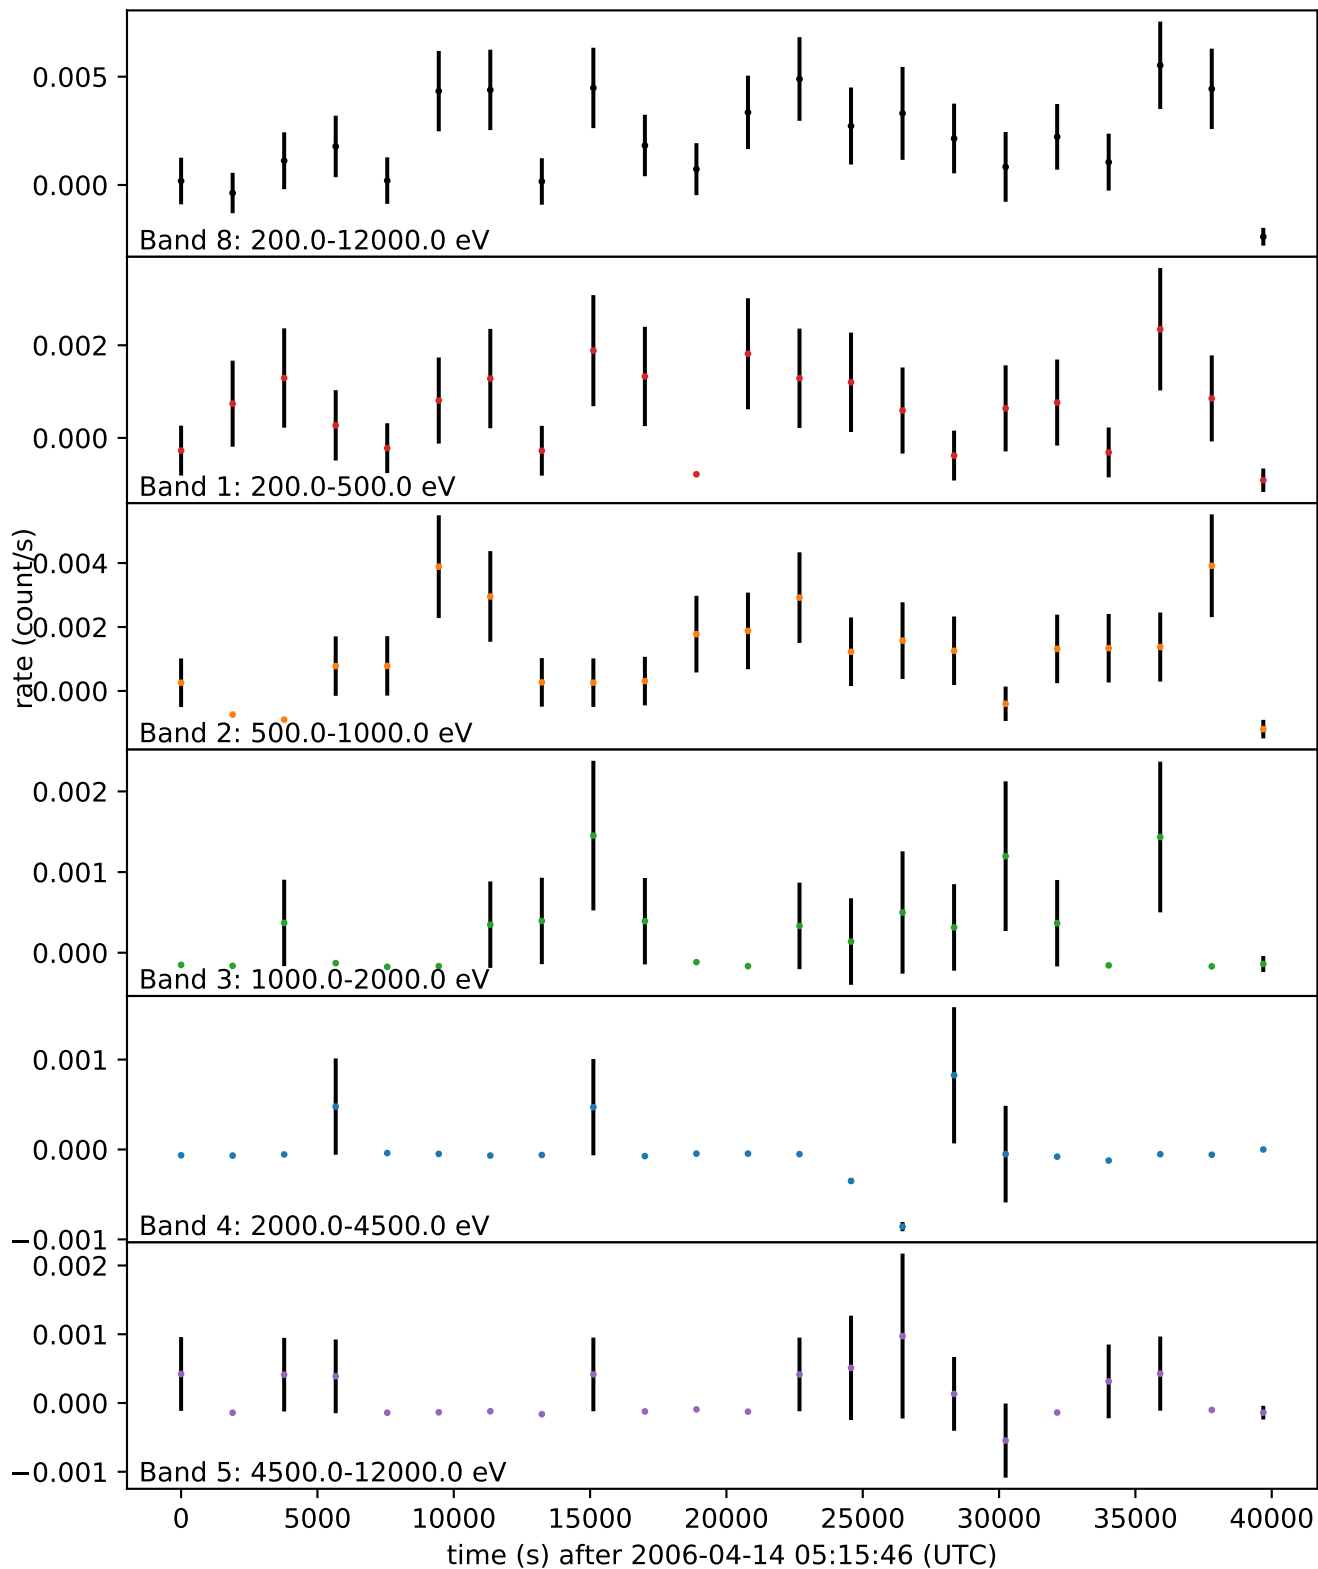 0.005
0.000
Band 8: 200.0-12000.0 eV
0.002
0.000
Band 1: 200.0-500.0 eV
rate (count/s)
0.004
0.002
0.000
Band 2: 500.0-1000.0 eV
0.002
0.001
0.000
Band 3: 1000.0-2000.0 eV
0.001
0.000
−0.001
Band 4: 2000.0-4500.0 eV
0.002
0.001
0.000
−0.001
Band 5: 4500.0-12000.0 eV
0 5000 10000 15000 20000 25000 30000 35000 40000
time (s) after 2006-04-14 05:15:46 (UTC)